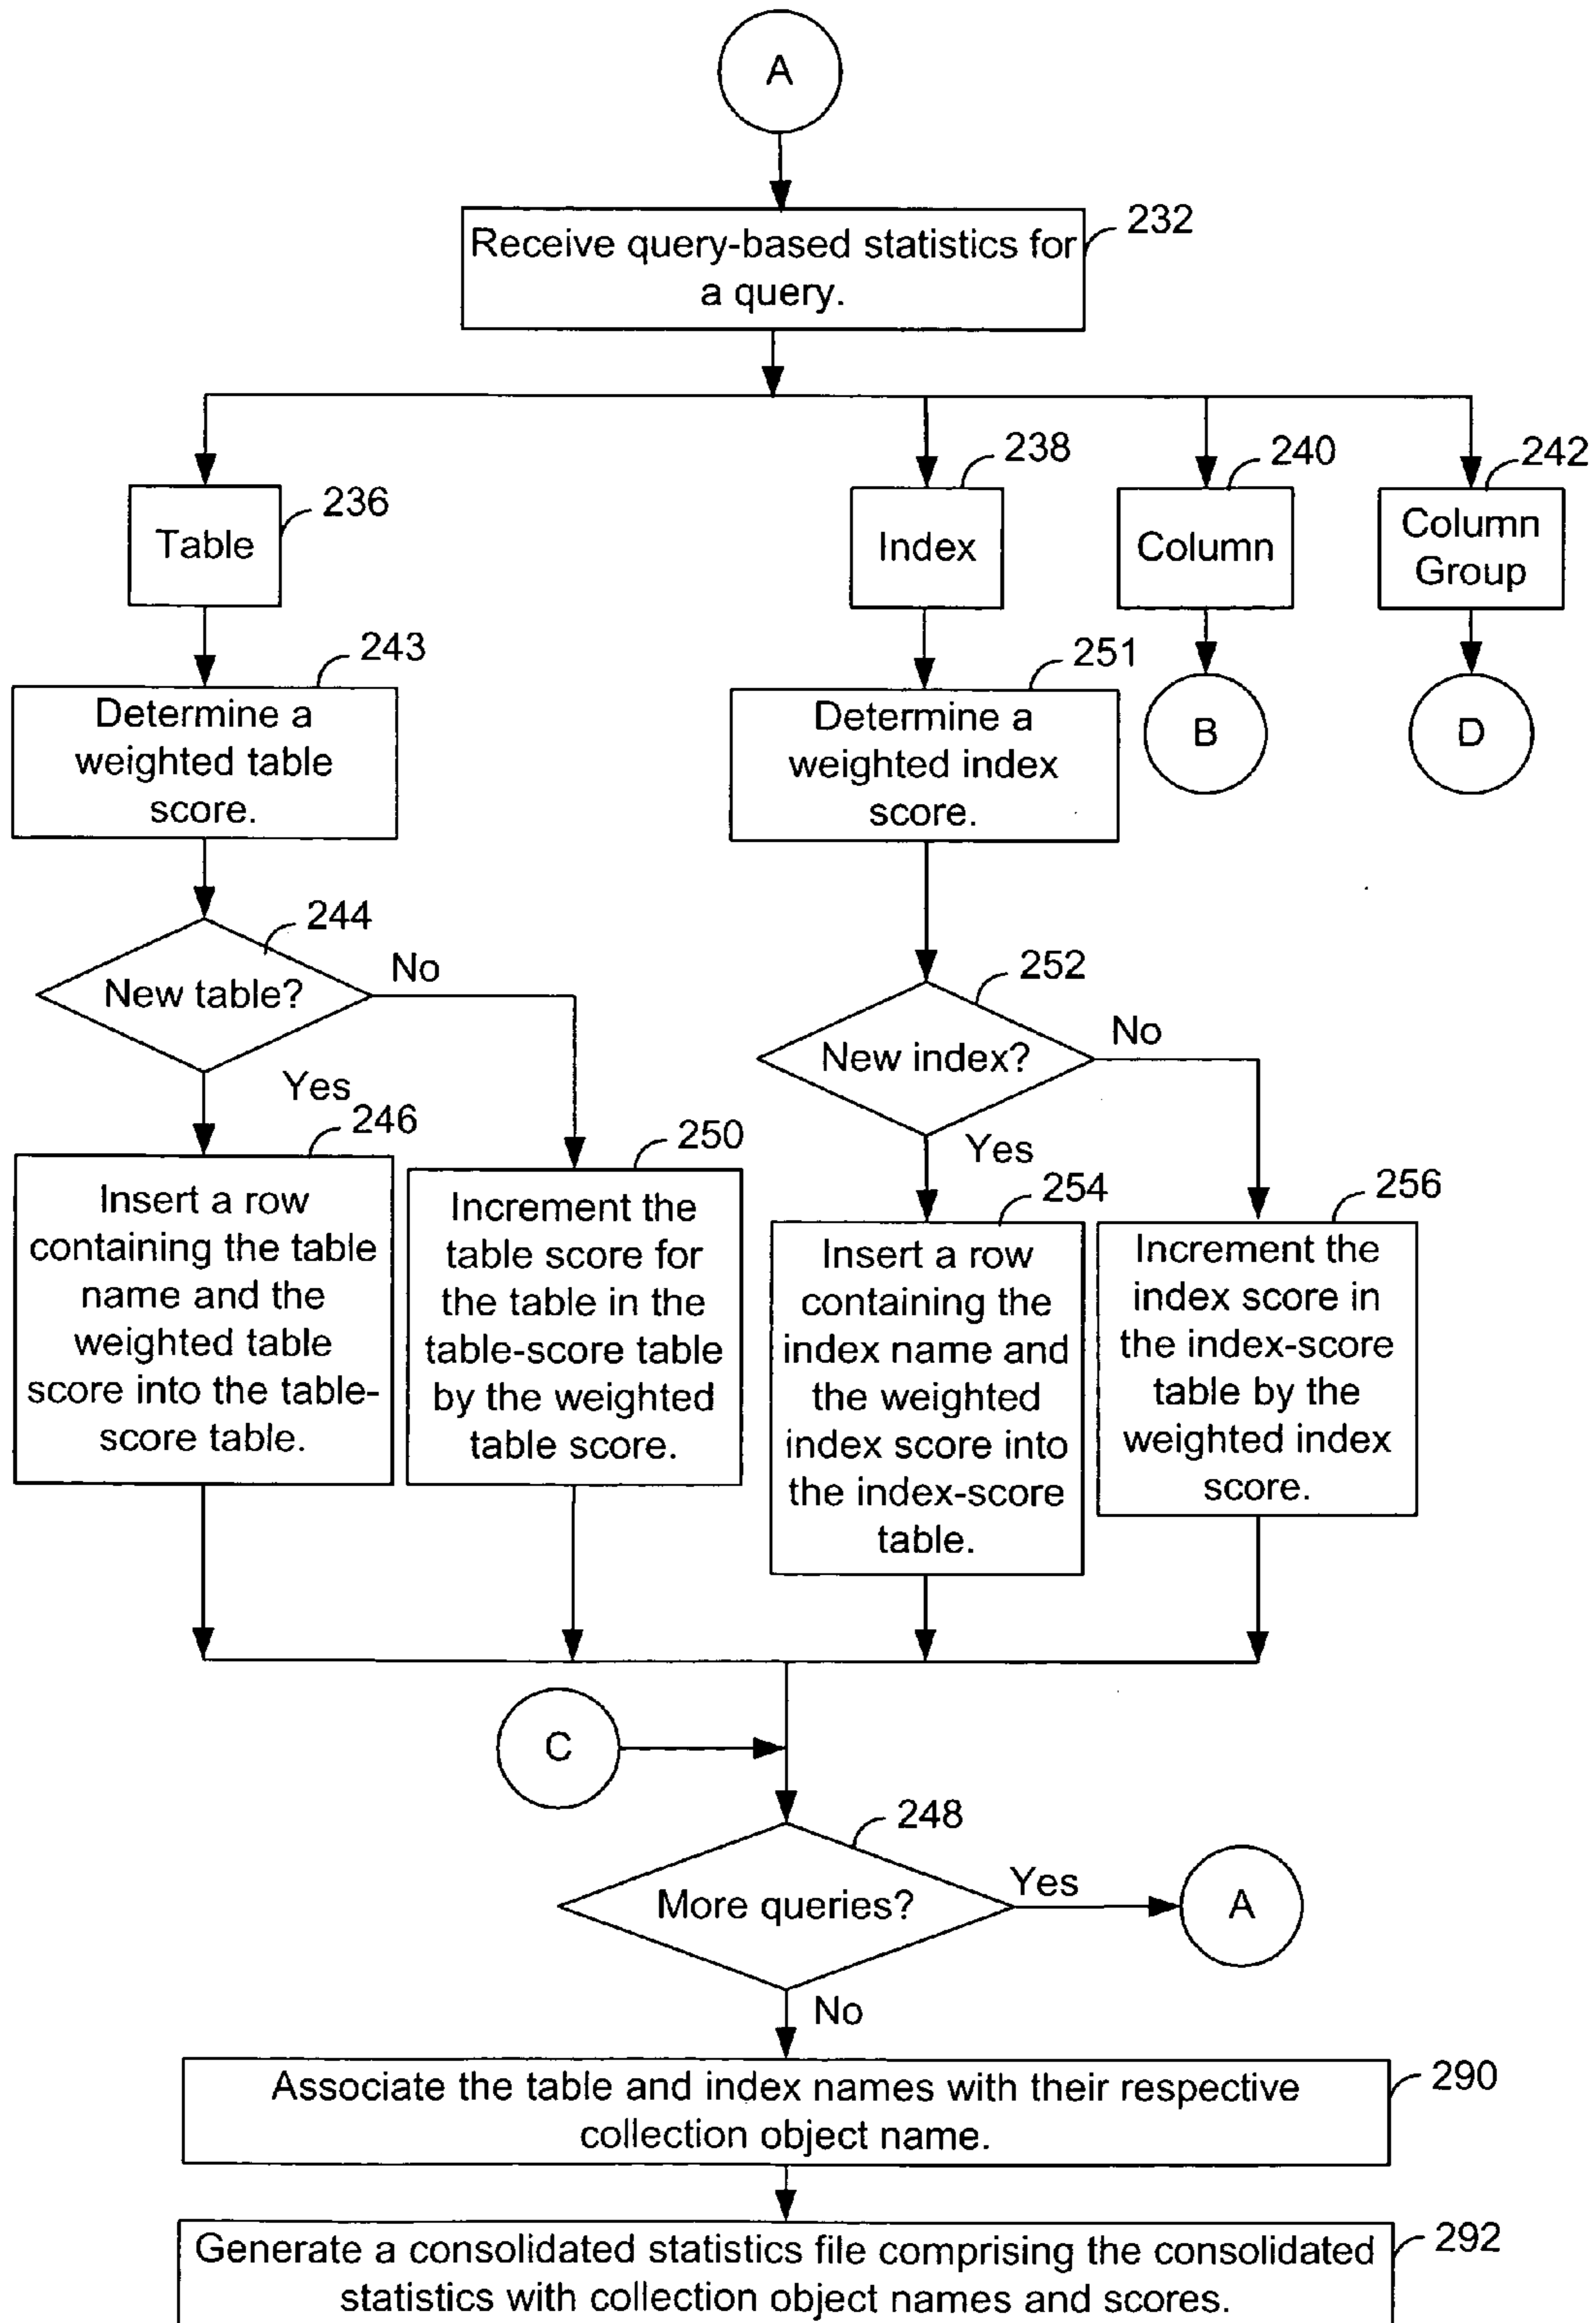 A
232
Receive query-based statistics for
a query.
236
Table
238
Index
240
Column
242
Column
Group
243
Determine a
weighted table
score.
251
Determine a
weighted index
score.
B
D
244
New table?
No
Yes
252
New index?
No
Yes
246
Insert a row
containing the table
name and the
weighted table
score into the table-
score table.
250
Increment the
table score for
the table in the
table-score table
by the weighted
table score.
254
Insert a row
containing the
index name and
the weighted
index score into
the index-score
table.
256
Increment the
index score in
the index-score
table by the
weighted index
score.
C
248
More queries?
Yes
A
No
290
Associate the table and index names with their respective
collection object name.
292
Generate a consolidated statistics file comprising the consolidated
statistics with collection object names and scores.